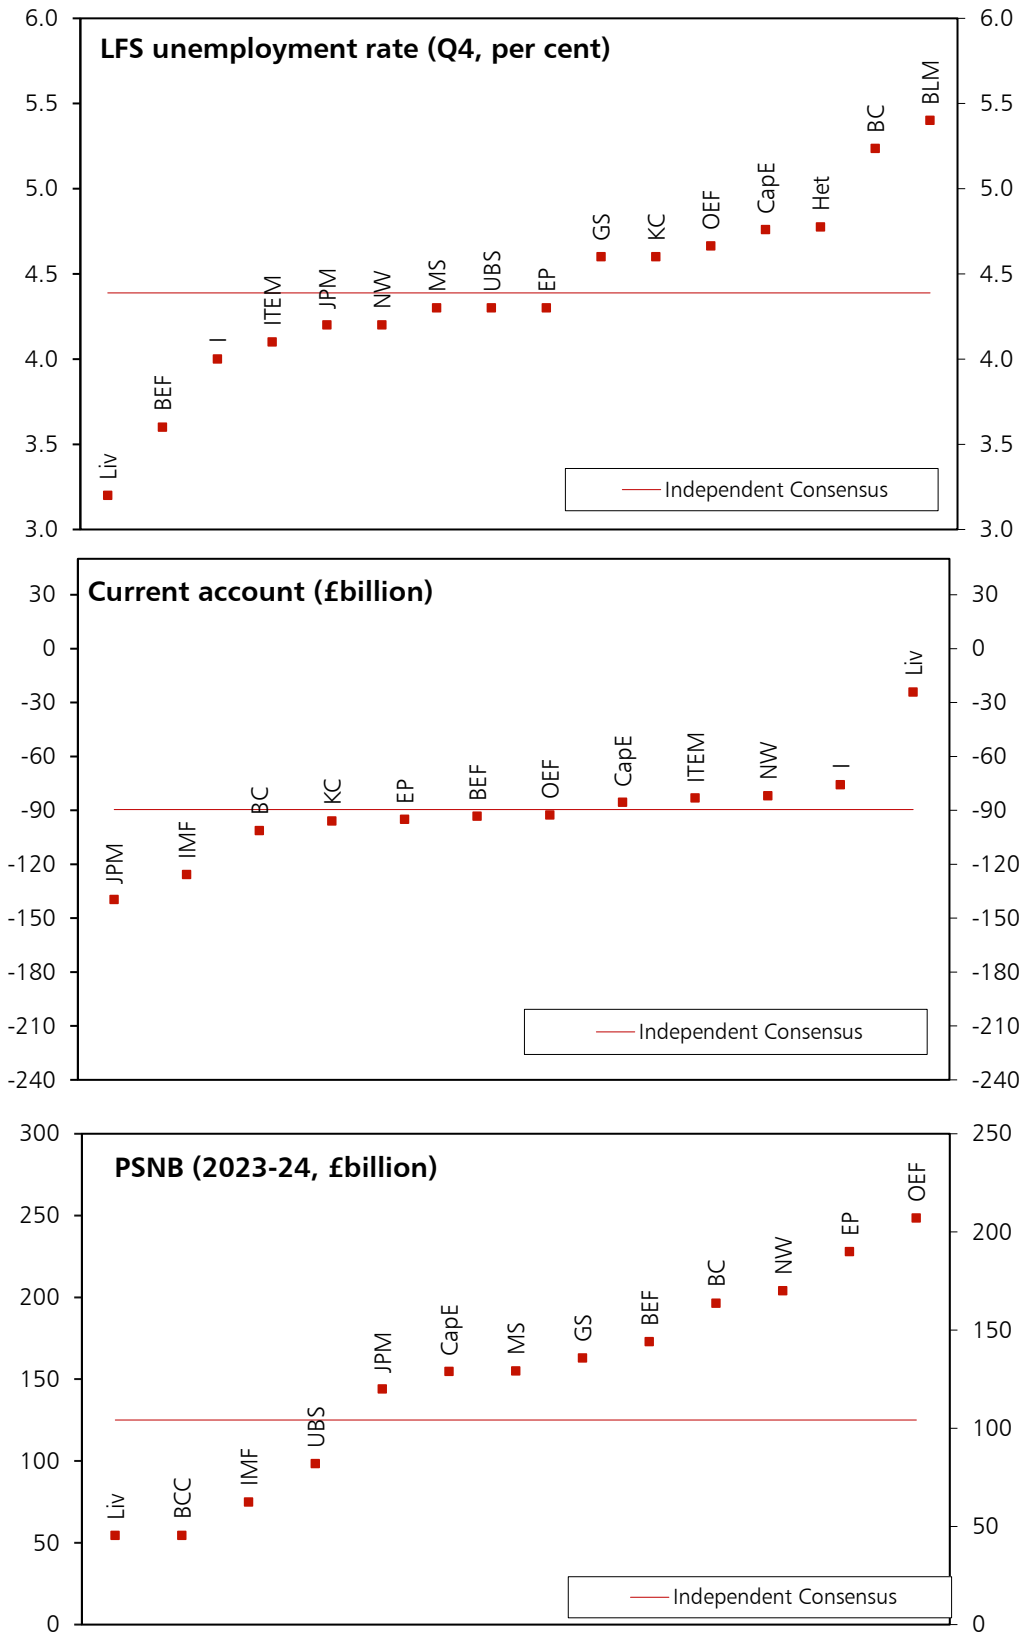 LFS unemployment rate (Q4, per cent)
6.0 6.0
5.5 5.5
5.0 5.0
4.5 4.5
4.0 4.0
3.5 3.5
3.0 3.0
Liv BEF I ITEM JPM NW MS UBS EP GS KC OEF CapE Het BC BLM
Independent Consensus
Current account (£billion)
30 30
0 0
-30 -30
-60 -60
-90 -90
-120 -120
-150 -150
-180 -180
-210 -210
-240 -240
JPM IMF BC KC EP BEF OEF CapE ITEM NW I Liv
Independent Consensus
PSNB (2023-24, £billion)
300 250
250 200
200
150 150
100 100
50 50
0 0
Liv BCC IMF UBS JPM CapE MS GS BEF BC NW EP OEF
Independent Consensus